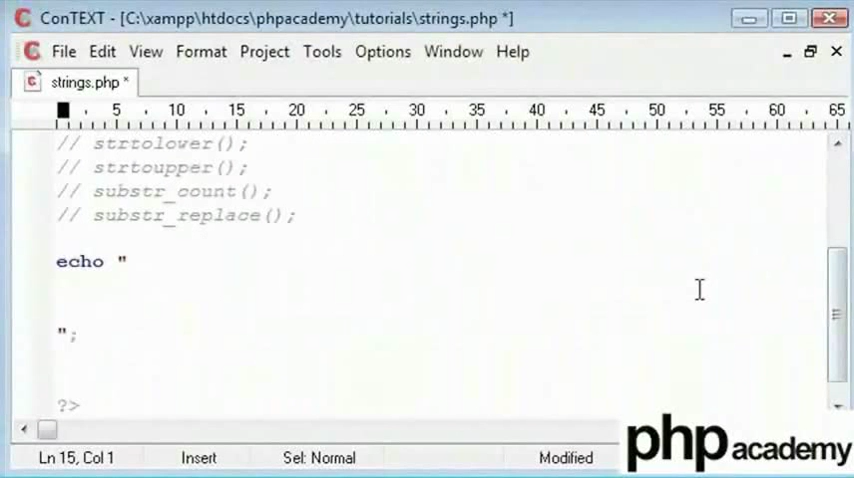 ConTEXT - [C:\xampp\htdocs\phpacademy\tutorials\strings.php *]
File Edit View Format Project Tools Options Window Help
strings.php *
5 10 15 20 25 30 35 40 45 50 55 60 65
// strtolower();
// strtoupper();
// substr_count();
// substr_replace();
echo "
";
?>
Ln 15, Col 1 Insert Sel: Normal Modified
php academy